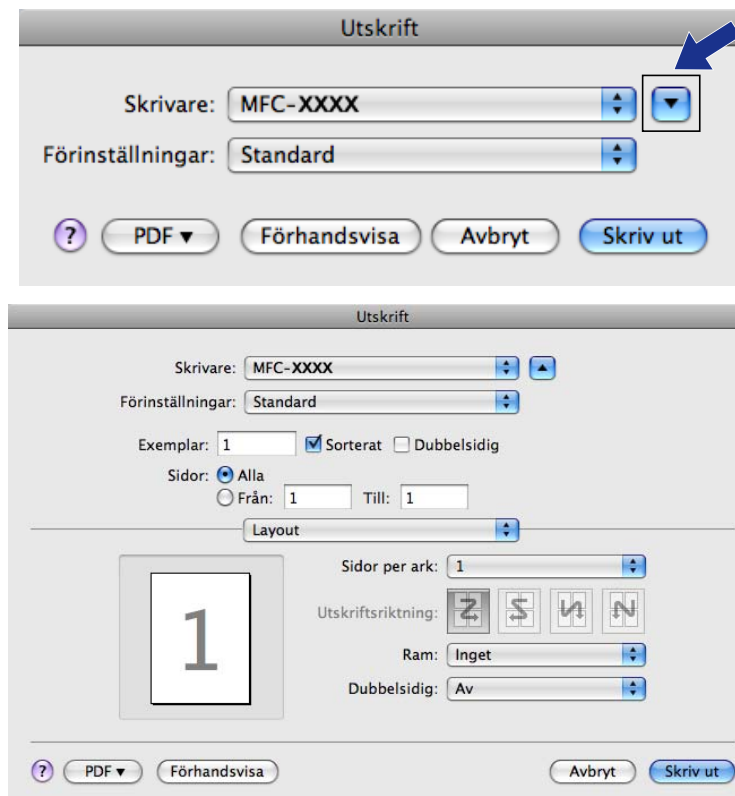 Utskrift
Skrivare: MFC-XXXX
Förinställningar: Standard
? PDF▼ Förhandsvisa Avbryt Skriv ut
Utskrift
Skrivare: MFC-XXXX
Förinställningar: Standard
Exemplar: 1 Sorterat Dubbelsidig
Sidor: Alla
Från: 1 Till: 1
Layout
Sidor per ark: 1
1
Utskriftsriktning:
Ram: Inget
Dubbelsidig: Av
? PDF▼ Förhandsvisa Avbryt Skriv ut